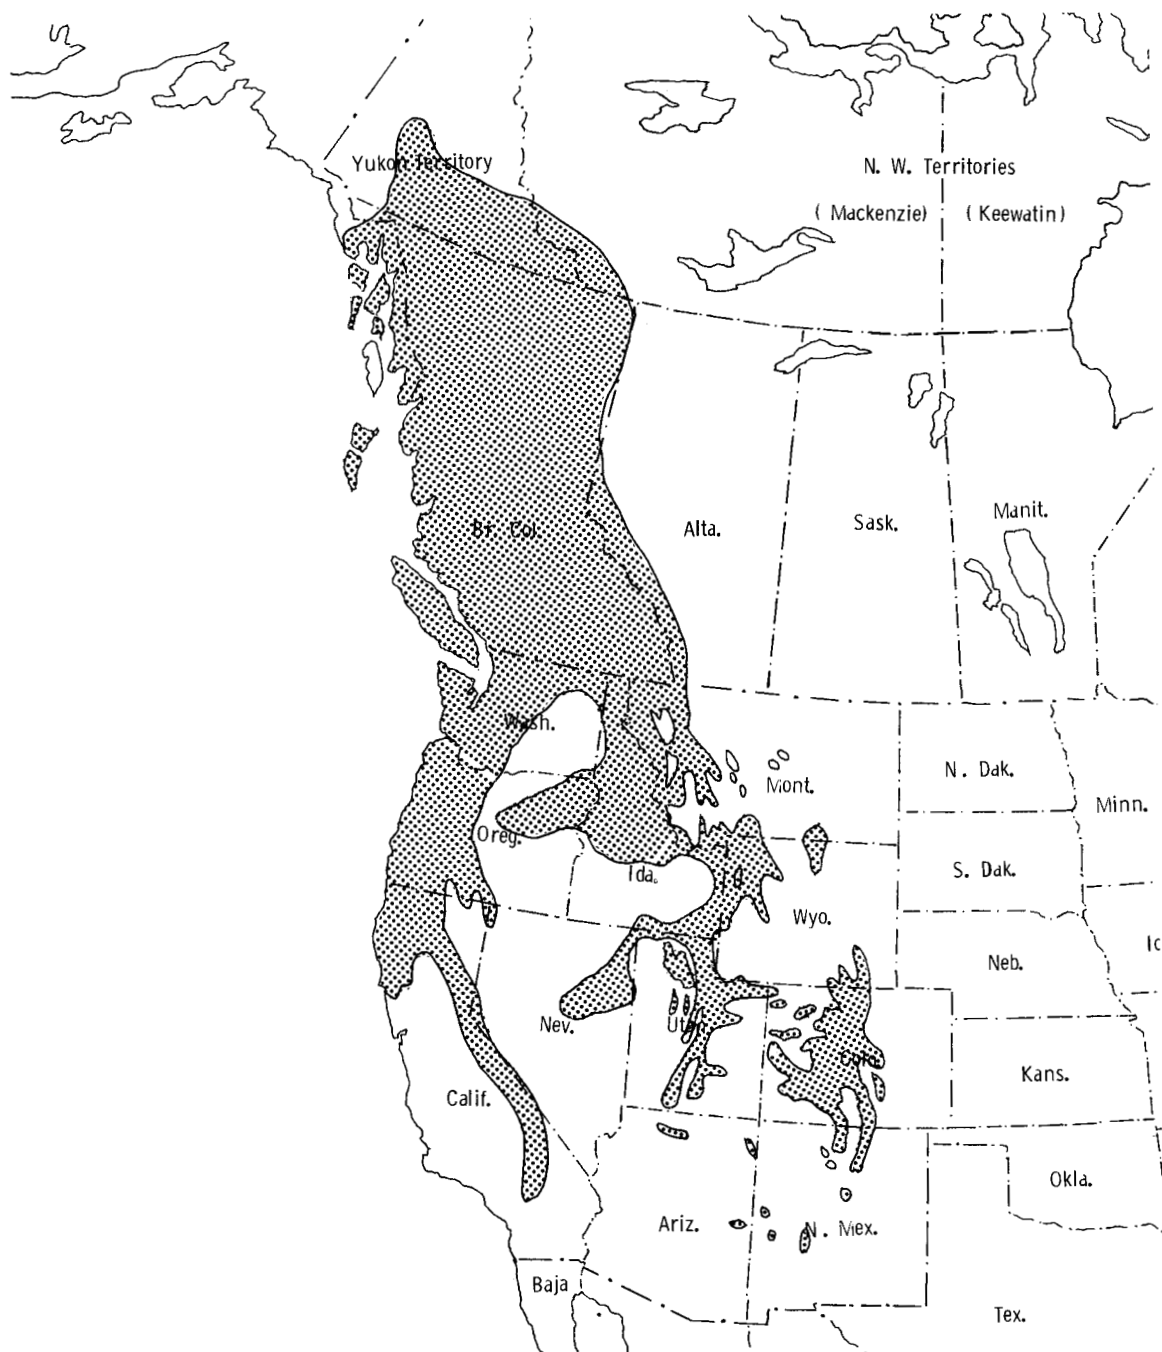 Yukon Territory
N. W. Territories
( Mackenzie) ( Keewatin)
Br. Col.
Alta.
Sask.
Manit.
Wash.
Mont.
N. Dak.
Minn.
Oreg.
Ida.
S. Dak.
Wyo.
Neb.
Io
Nev.
Utah
Colo.
Kans.
Calif.
Okla.
Ariz.
N. Mex.
Baja
Tex.